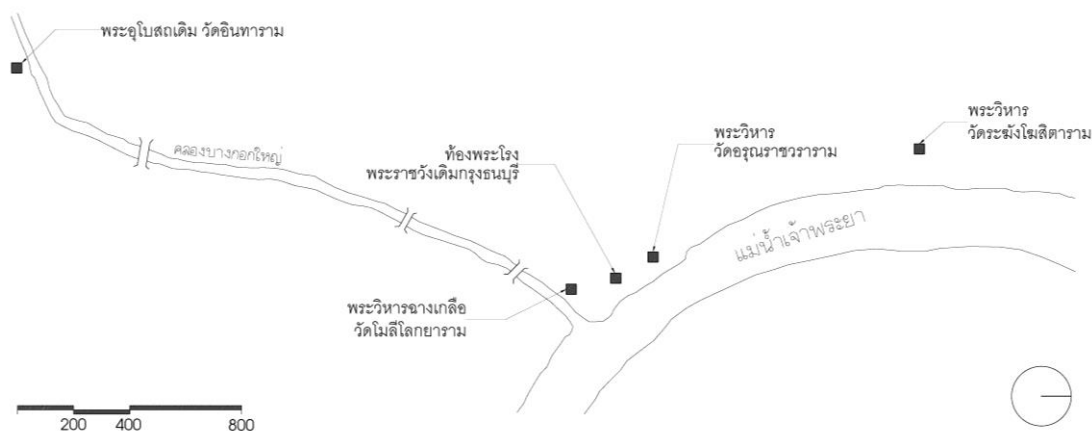 พระอุโบสถเดิม วัดอินทาราม
คลองบางกอกใหญ่
ท้องพระโรง
พระราชวังเดิมกรุงธนบุรี
พระวิหาร
วัดอรุณราชวราราม
พระวิหาร
วัดระฆังโฆสิตาราม
แม่น้ำเจ้าพระยา
พระวิหารฉางเกลือ
วัดโมลีโลกยาราม
200 400 800